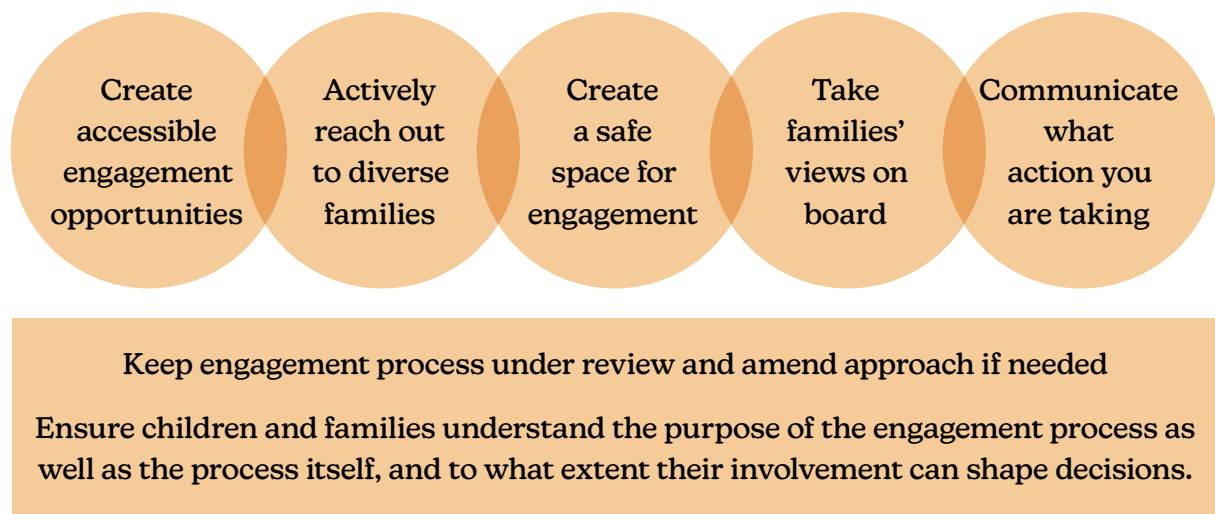 Create
accessible
engagement
opportunities
Actively
reach out
to diverse
families
Create
a safe
space for
engagement
Take
families’
views on
board
Communicate
what
action you
are taking
Keep engagement process under review and amend approach if needed
Ensure children and families understand the purpose of the engagement process as
well as the process itself, and to what extent their involvement can shape decisions.